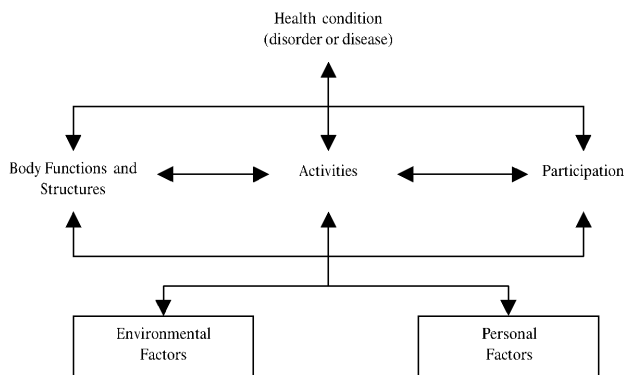 Health condition
(disorder or disease)
Body Functions and
Structures
Activities
Participation
Environmental
Factors
Personal
Factors